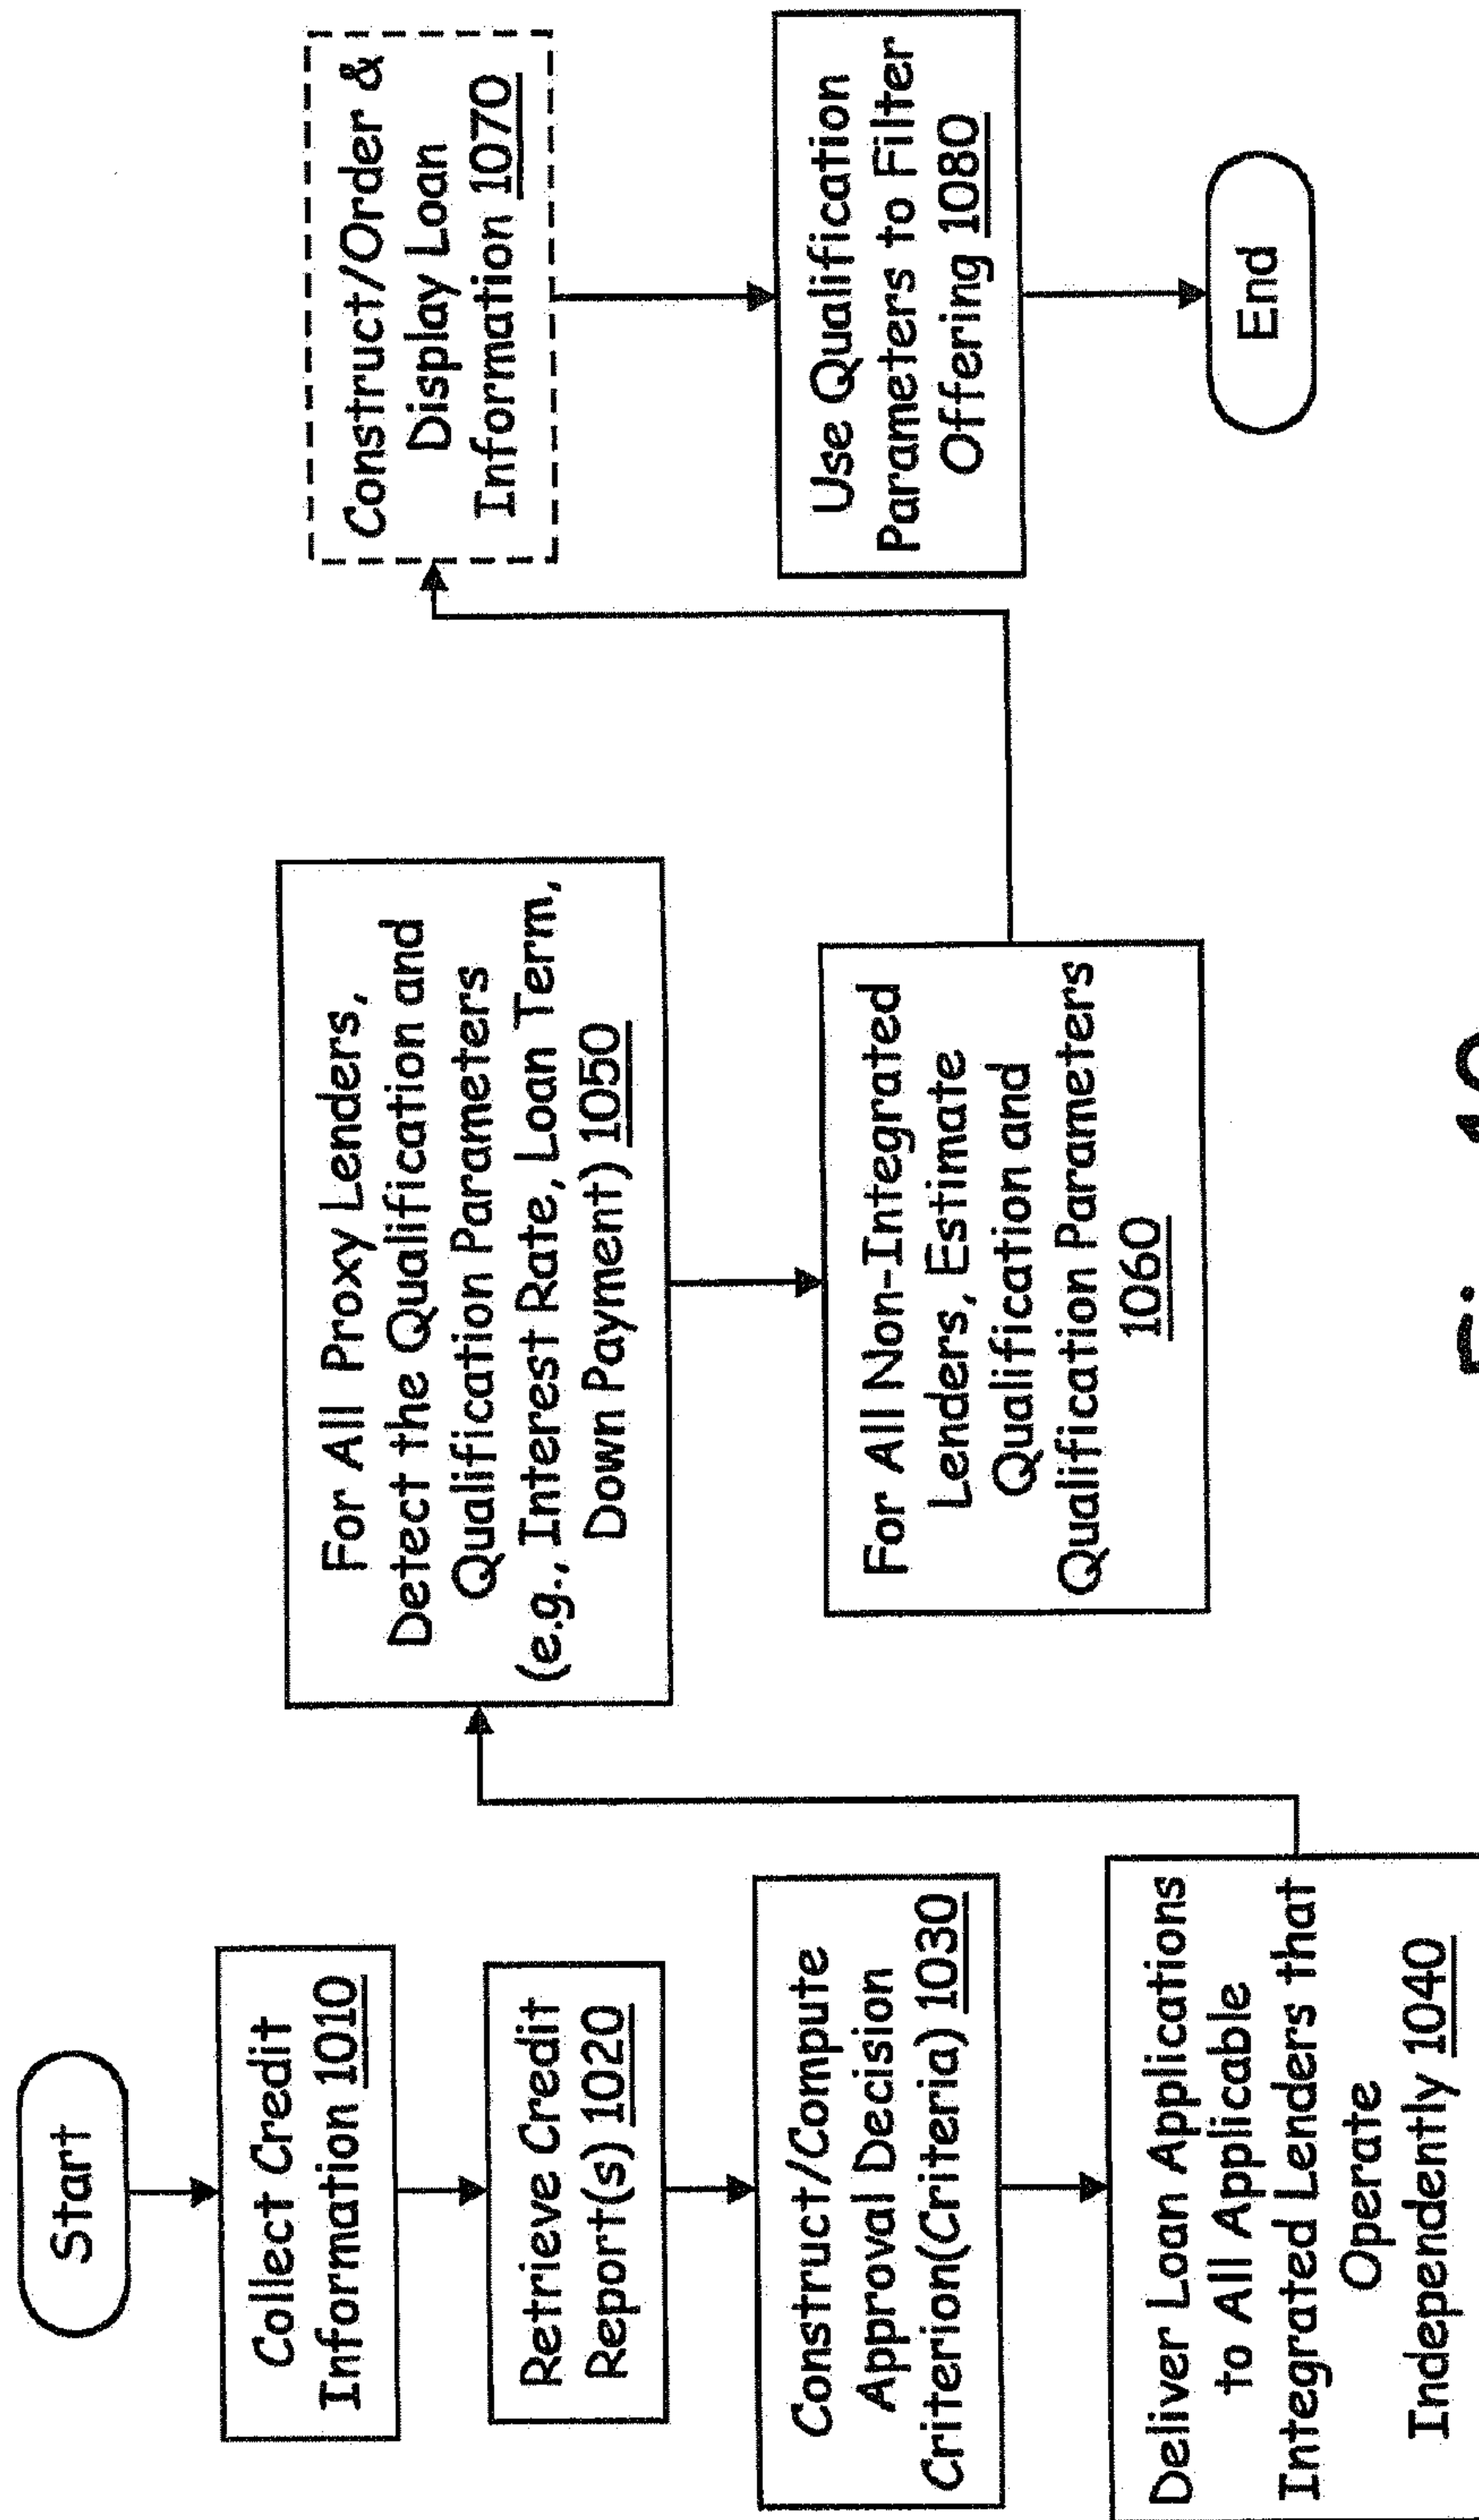 Start
Collect Credit
Information 1010
Retrieve Credit
Report(s) 1020
Construct/Compute
Approval Decision
Criterion(Criteria) 1030
Deliver Loan Applications
to All Applicable
Integrated Lenders that
Operate
Independently 1040
For All Proxy Lenders,
Detect the Qualification and
Qualification Parameters
(e.g., Interest Rate, Loan Term,
Down Payment) 1050
For All Non-Integrated
Lenders, Estimate
Qualification and
Qualification Parameters
1060
Construct/Order &
Display Loan
Information 1070
Use Qualification
Parameters to Filter
Offering 1080
End